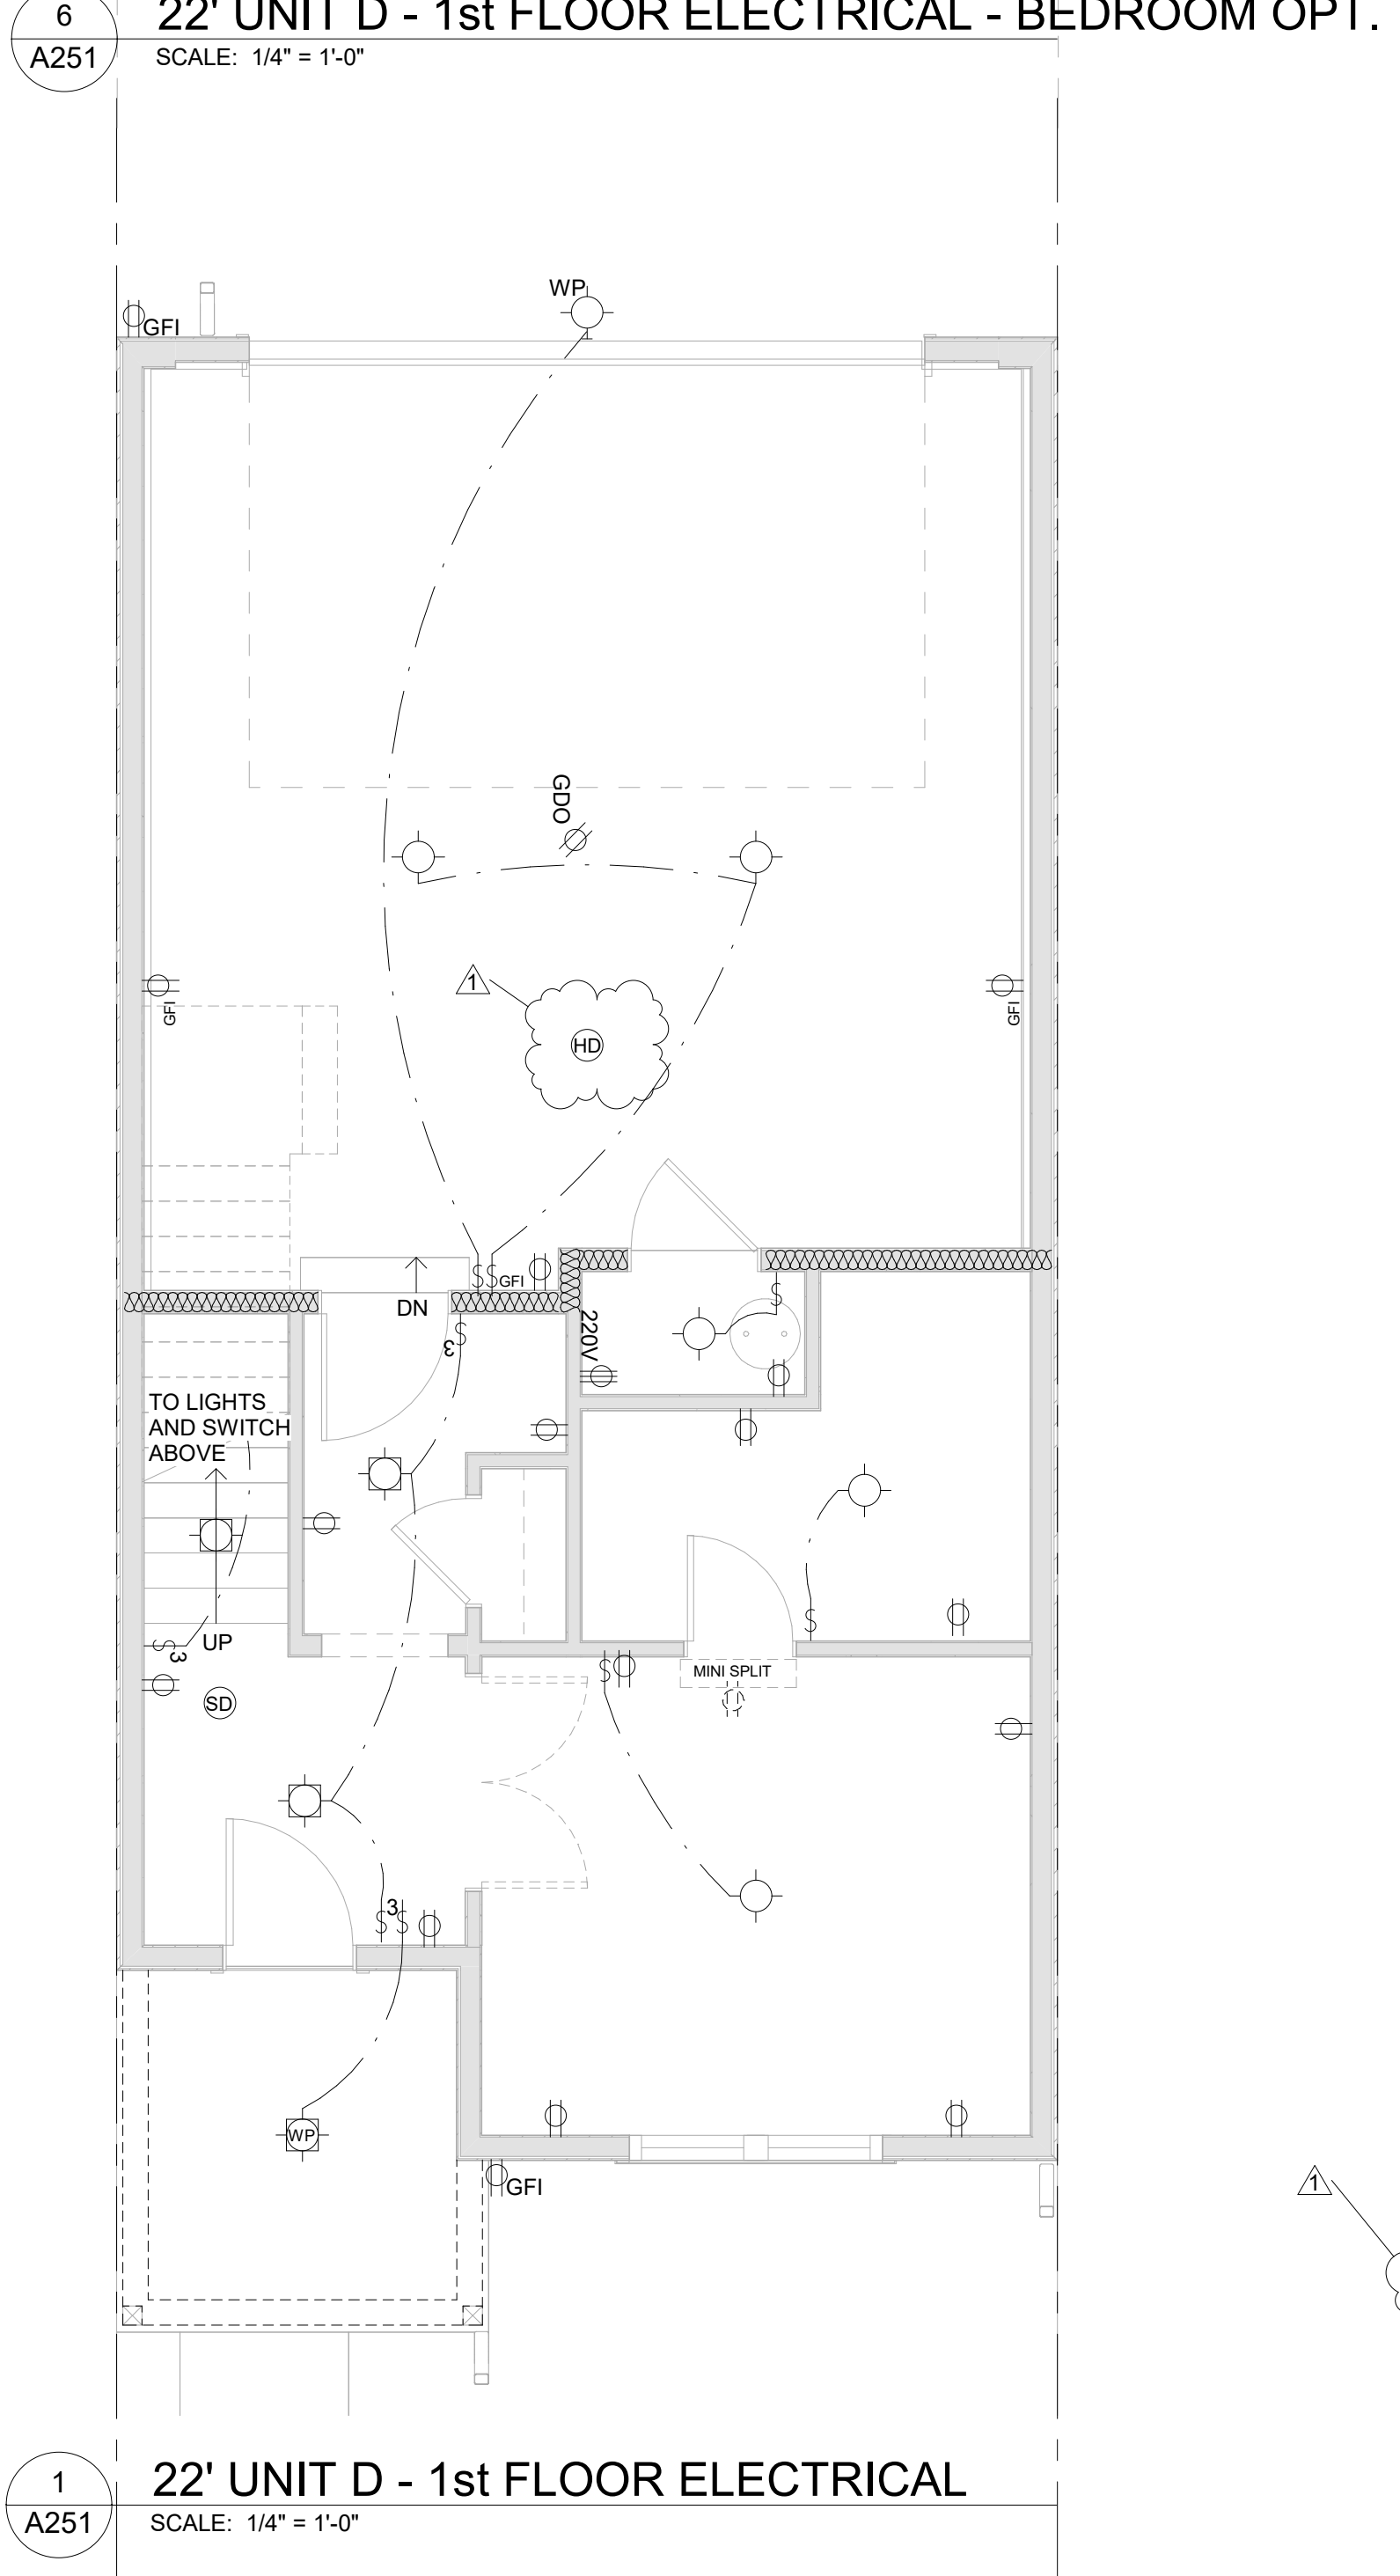 6
A251
22' UNIT D - 1st FLOOR ELECTRICAL - BEDROOM OPT.
SCALE: 1/4" = 1'-0"
WP
GFI
GDO
1
HD
GFI
GFI
S
S
GFI
DN
S
3
220V
S
TO LIGHTS
AND SWITCH
ABOVE
S
3
UP
S
S
MINI SPLIT
SD
3
S
S
WP
GFI
1
1
A251
22' UNIT D - 1st FLOOR ELECTRICAL
SCALE: 1/4" = 1'-0"